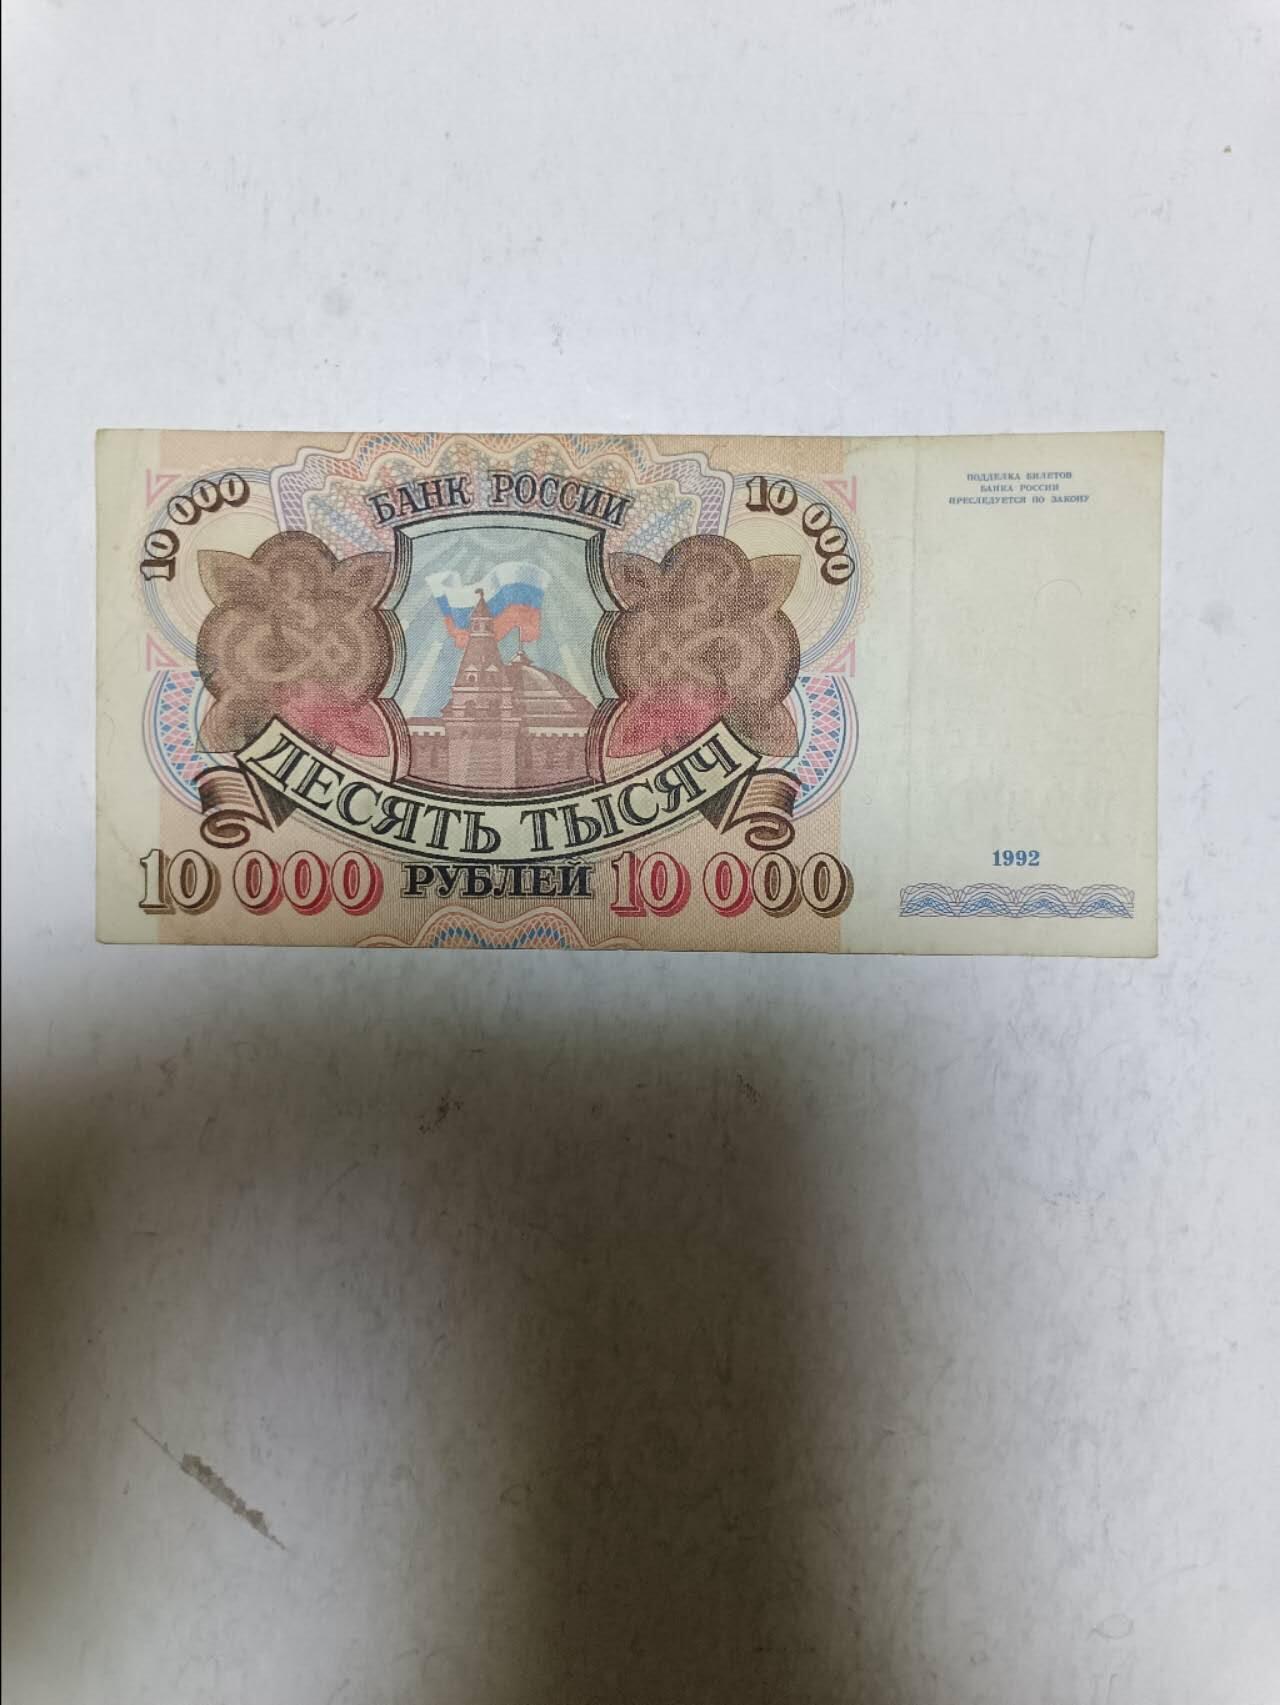 БАНК РОССИИ
10 000
10 000
ПОДДЕЛКА БИЛЕТОВ
БАНКА РОССИИ
ПРЕСЛЕДУЕТСЯ ПО ЗАКОНУ
ДЕСЯТЬ ТЫСЯЧ
10 000 РУБЛЕЙ 10 000
1992